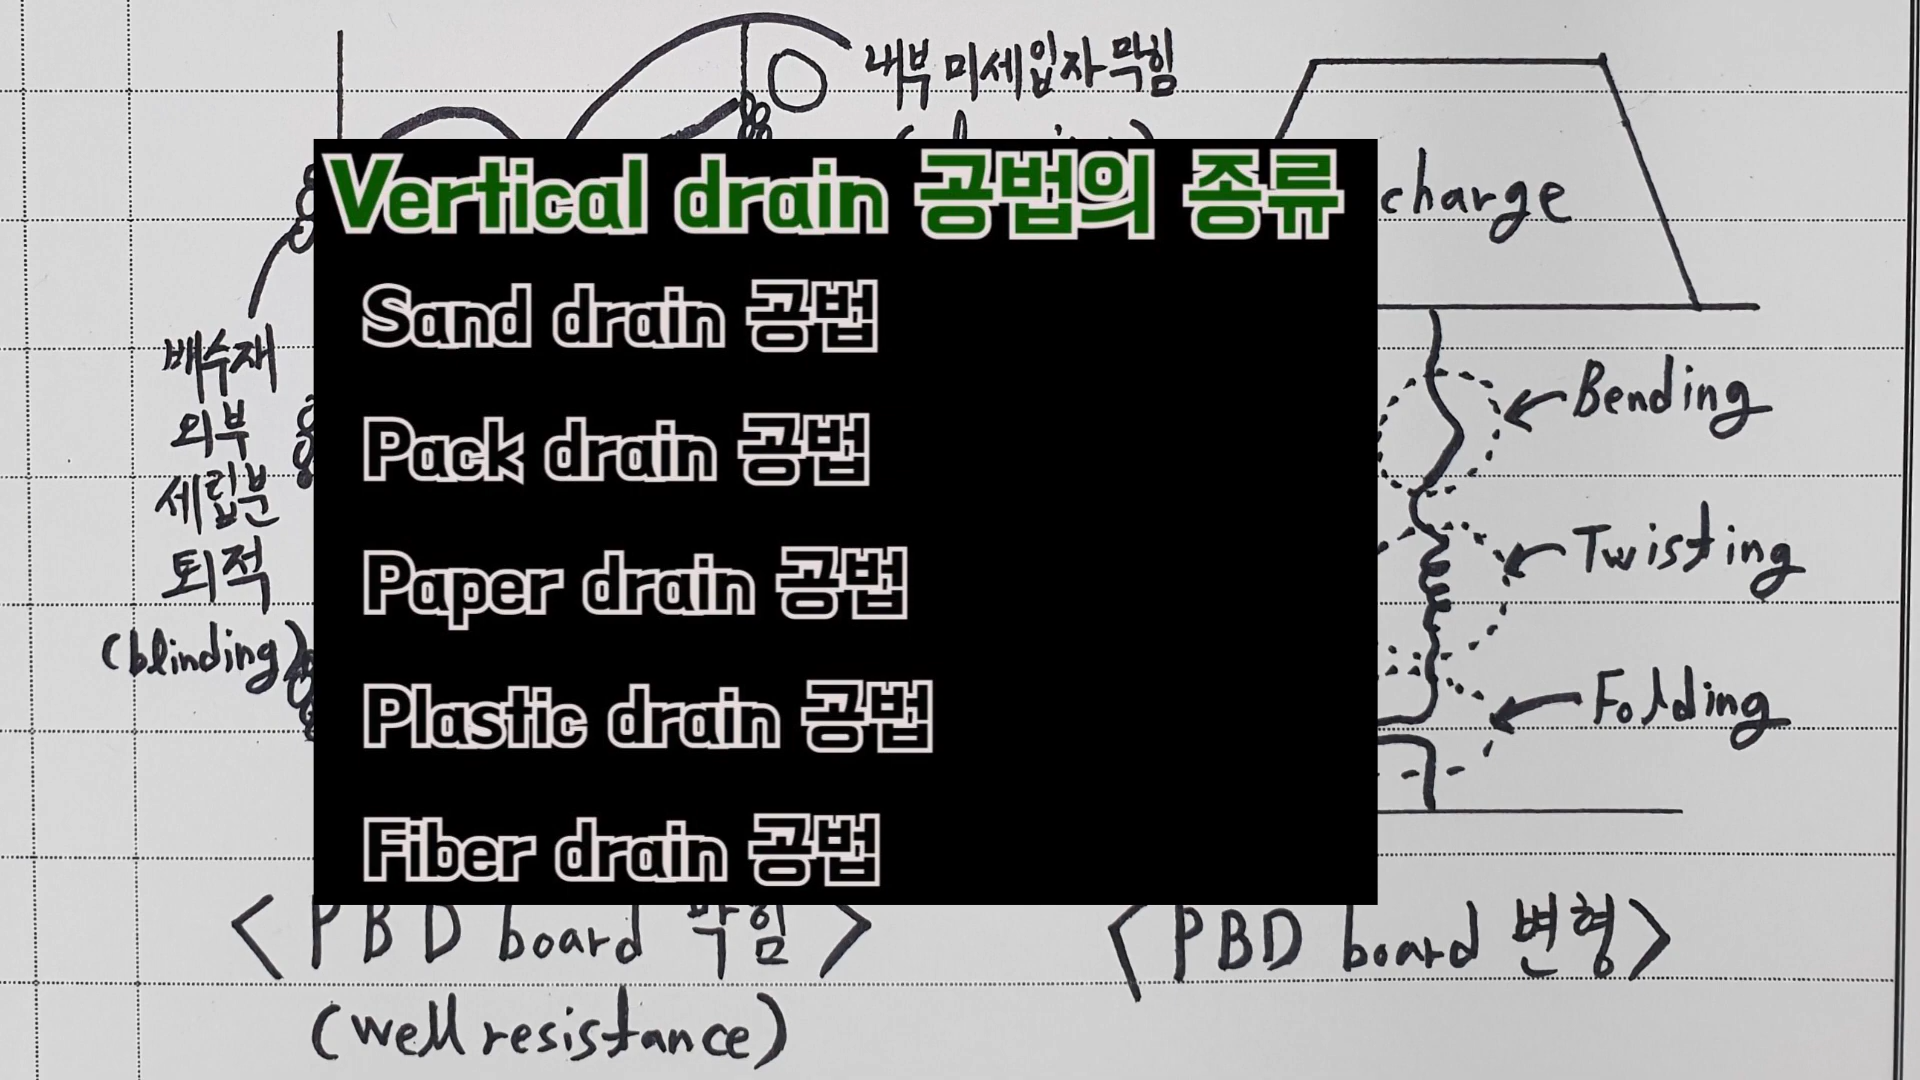 내부 미세입자 막힘
charge
Vertical drain 공법의 종류
Sand drain 공법
Pack drain 공법
Paper drain 공법
Plastic drain 공법
Fiber drain 공법
배수재
외부
세립분
퇴적
(blinding)
Bending
Twisting
Folding
<PBD board 막힘>
(well resistance)
<PBD board 변형>